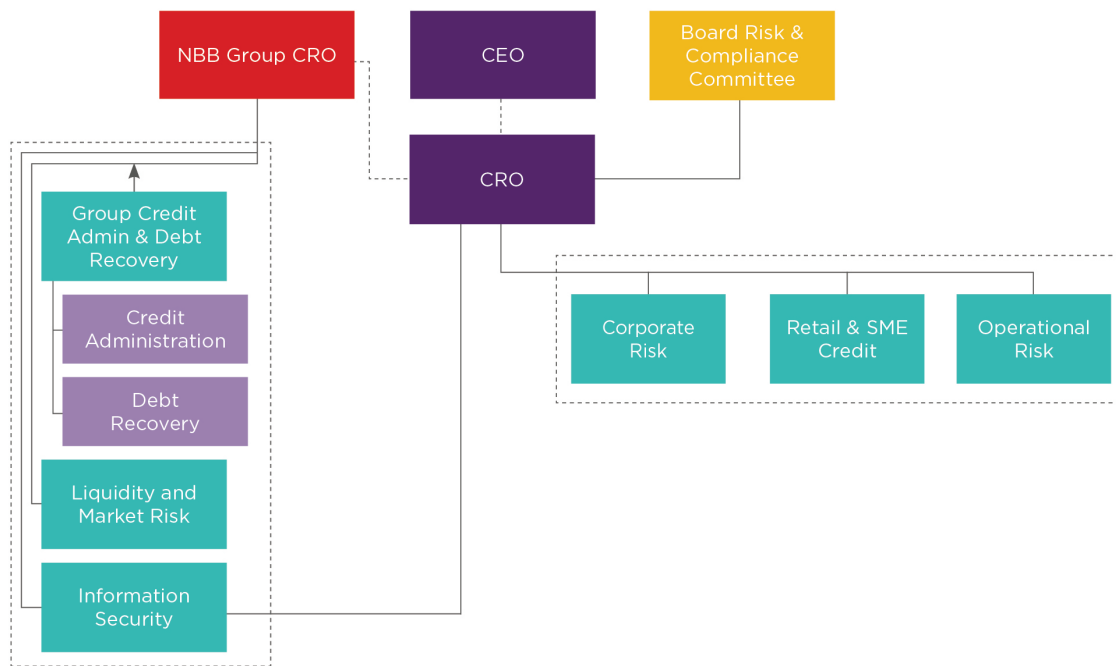 NBB Group CRO
CEO
Board Risk &
Compliance
Committee
CRO
Group Credit
Admin & Debt
Recovery
Credit
Administration
Debt
Recovery
Liquidity and
Market Risk
Information
Security
Corporate
Risk
Retail & SME
Credit
Operational
Risk